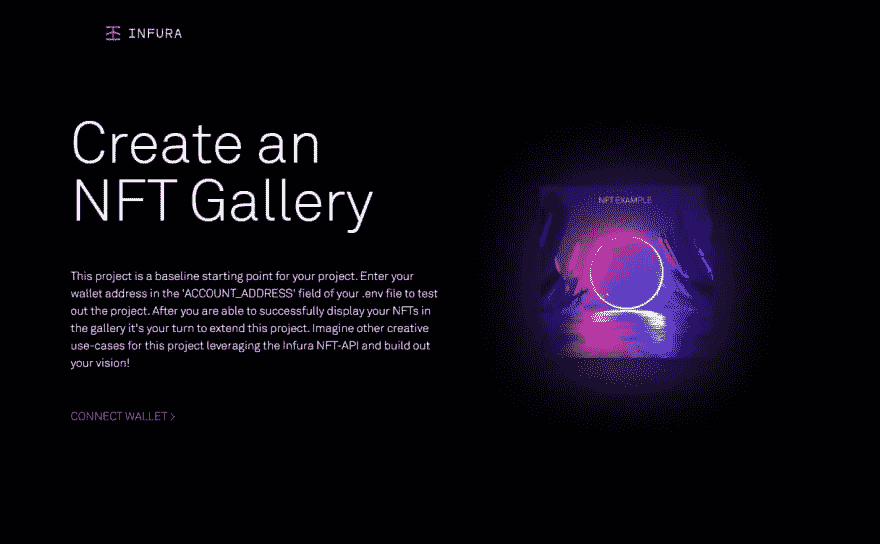 INFURA
Create an
NFT Gallery
NFT EXAMPLE
This project is a baseline starting point for your project. Enter your
wallet address in the 'ACCOUNT_ADDRESS' field of your .env file to test
out the project. After you are able to successfully display your NFTs in
the gallery it's your turn to extend this project. Imagine other creative
use-cases for this project leveraging the Infura NFT-API and build out
your vision!
CONNECT WALLET >